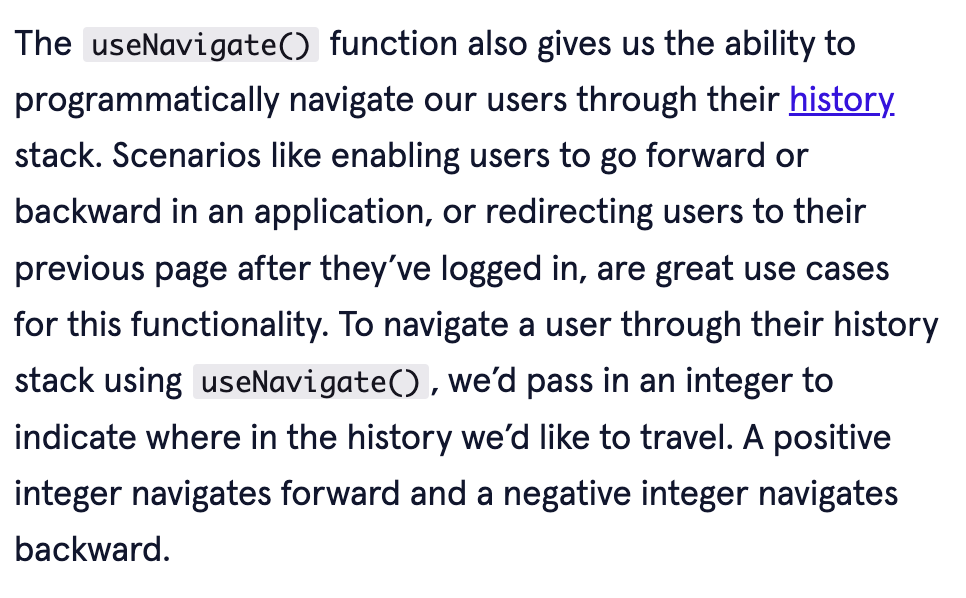 The useNavigate() function also gives us the ability to
programmatically navigate our users through their history
stack. Scenarios like enabling users to go forward or
backward in an application, or redirecting users to their
previous page after they’ve logged in, are great use cases
for this functionality. To navigate a user through their history
stack using useNavigate(), we’d pass in an integer to
indicate where in the history we’d like to travel. A positive
integer navigates forward and a negative integer navigates
backward.